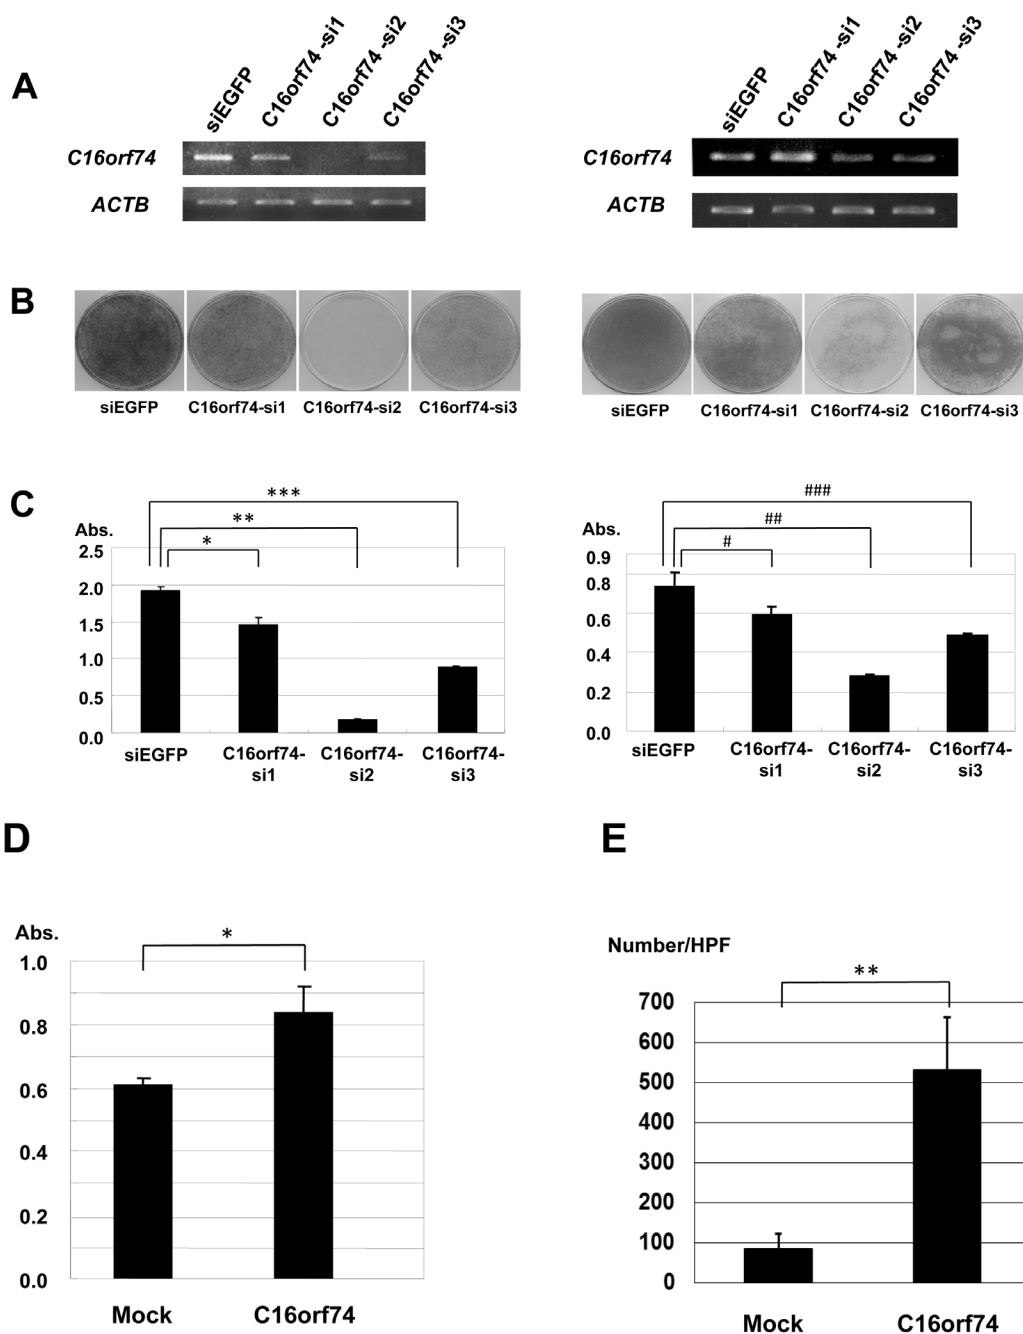 A
siEGFP
C16orf74 -si1
C16orf74 -si2
C16orf74 -si3
C16orf74
ACTB
siEGFP
C16orf74 -si1
C16orf74 -si2
C16orf74 -si3
C16orf74
ACTB
B
siEGFP C16orf74-si1 C16orf74-si2 C16orf74-si3
siEGFP C16orf74-si1 C16orf74-si2 C16orf74-si3
C
Abs.
***
**
*
2.5
2.0
1.5
1.0
0.5
0.0
siEGFP
C16orf74-
si1
C16orf74-
si2
C16orf74-
si3
Abs.
###
##
#
0.9
0.8
0.6
0.4
0.2
0.0
siEGFP
C16orf74-
si1
C16orf74-
si2
C16orf74-
si3
D
Abs.
*
1.0
0.8
0.6
0.4
0.2
0.0
Mock C16orf74
E
Number/HPF
**
700
600
500
400
300
200
100
0
Mock C16orf74